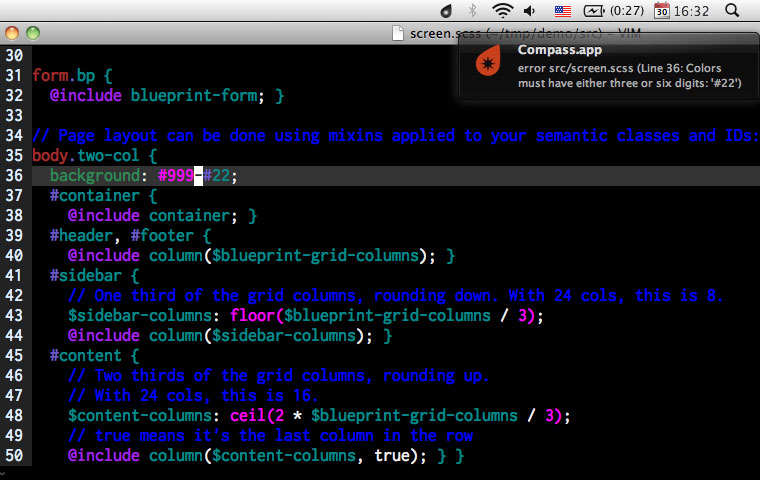 (0:27) 30 16:32
screen.scss (~/tmp/demo/src) - VIM
Compass.app
error src/screen.scss (Line 36: Colors
must have either three or six digits: '#22')
30
31 form.bp {
32   @include blueprint-form; }
33
34 // Page layout can be done using mixins applied to your semantic classes and IDs:
35 body.two-col {
36   background: #999-#22;
37   #container {
38     @include container; }
39   #header, #footer {
40     @include column($blueprint-grid-columns); }
41   #sidebar {
42     // One third of the grid columns, rounding down. With 24 cols, this is 8.
43     $sidebar-columns: floor($blueprint-grid-columns / 3);
44     @include column($sidebar-columns); }
45   #content {
46     // Two thirds of the grid columns, rounding up.
47     // With 24 cols, this is 16.
48     $content-columns: ceil(2 * $blueprint-grid-columns / 3);
49     // true means it's the last column in the row
50     @include column($content-columns, true); } }